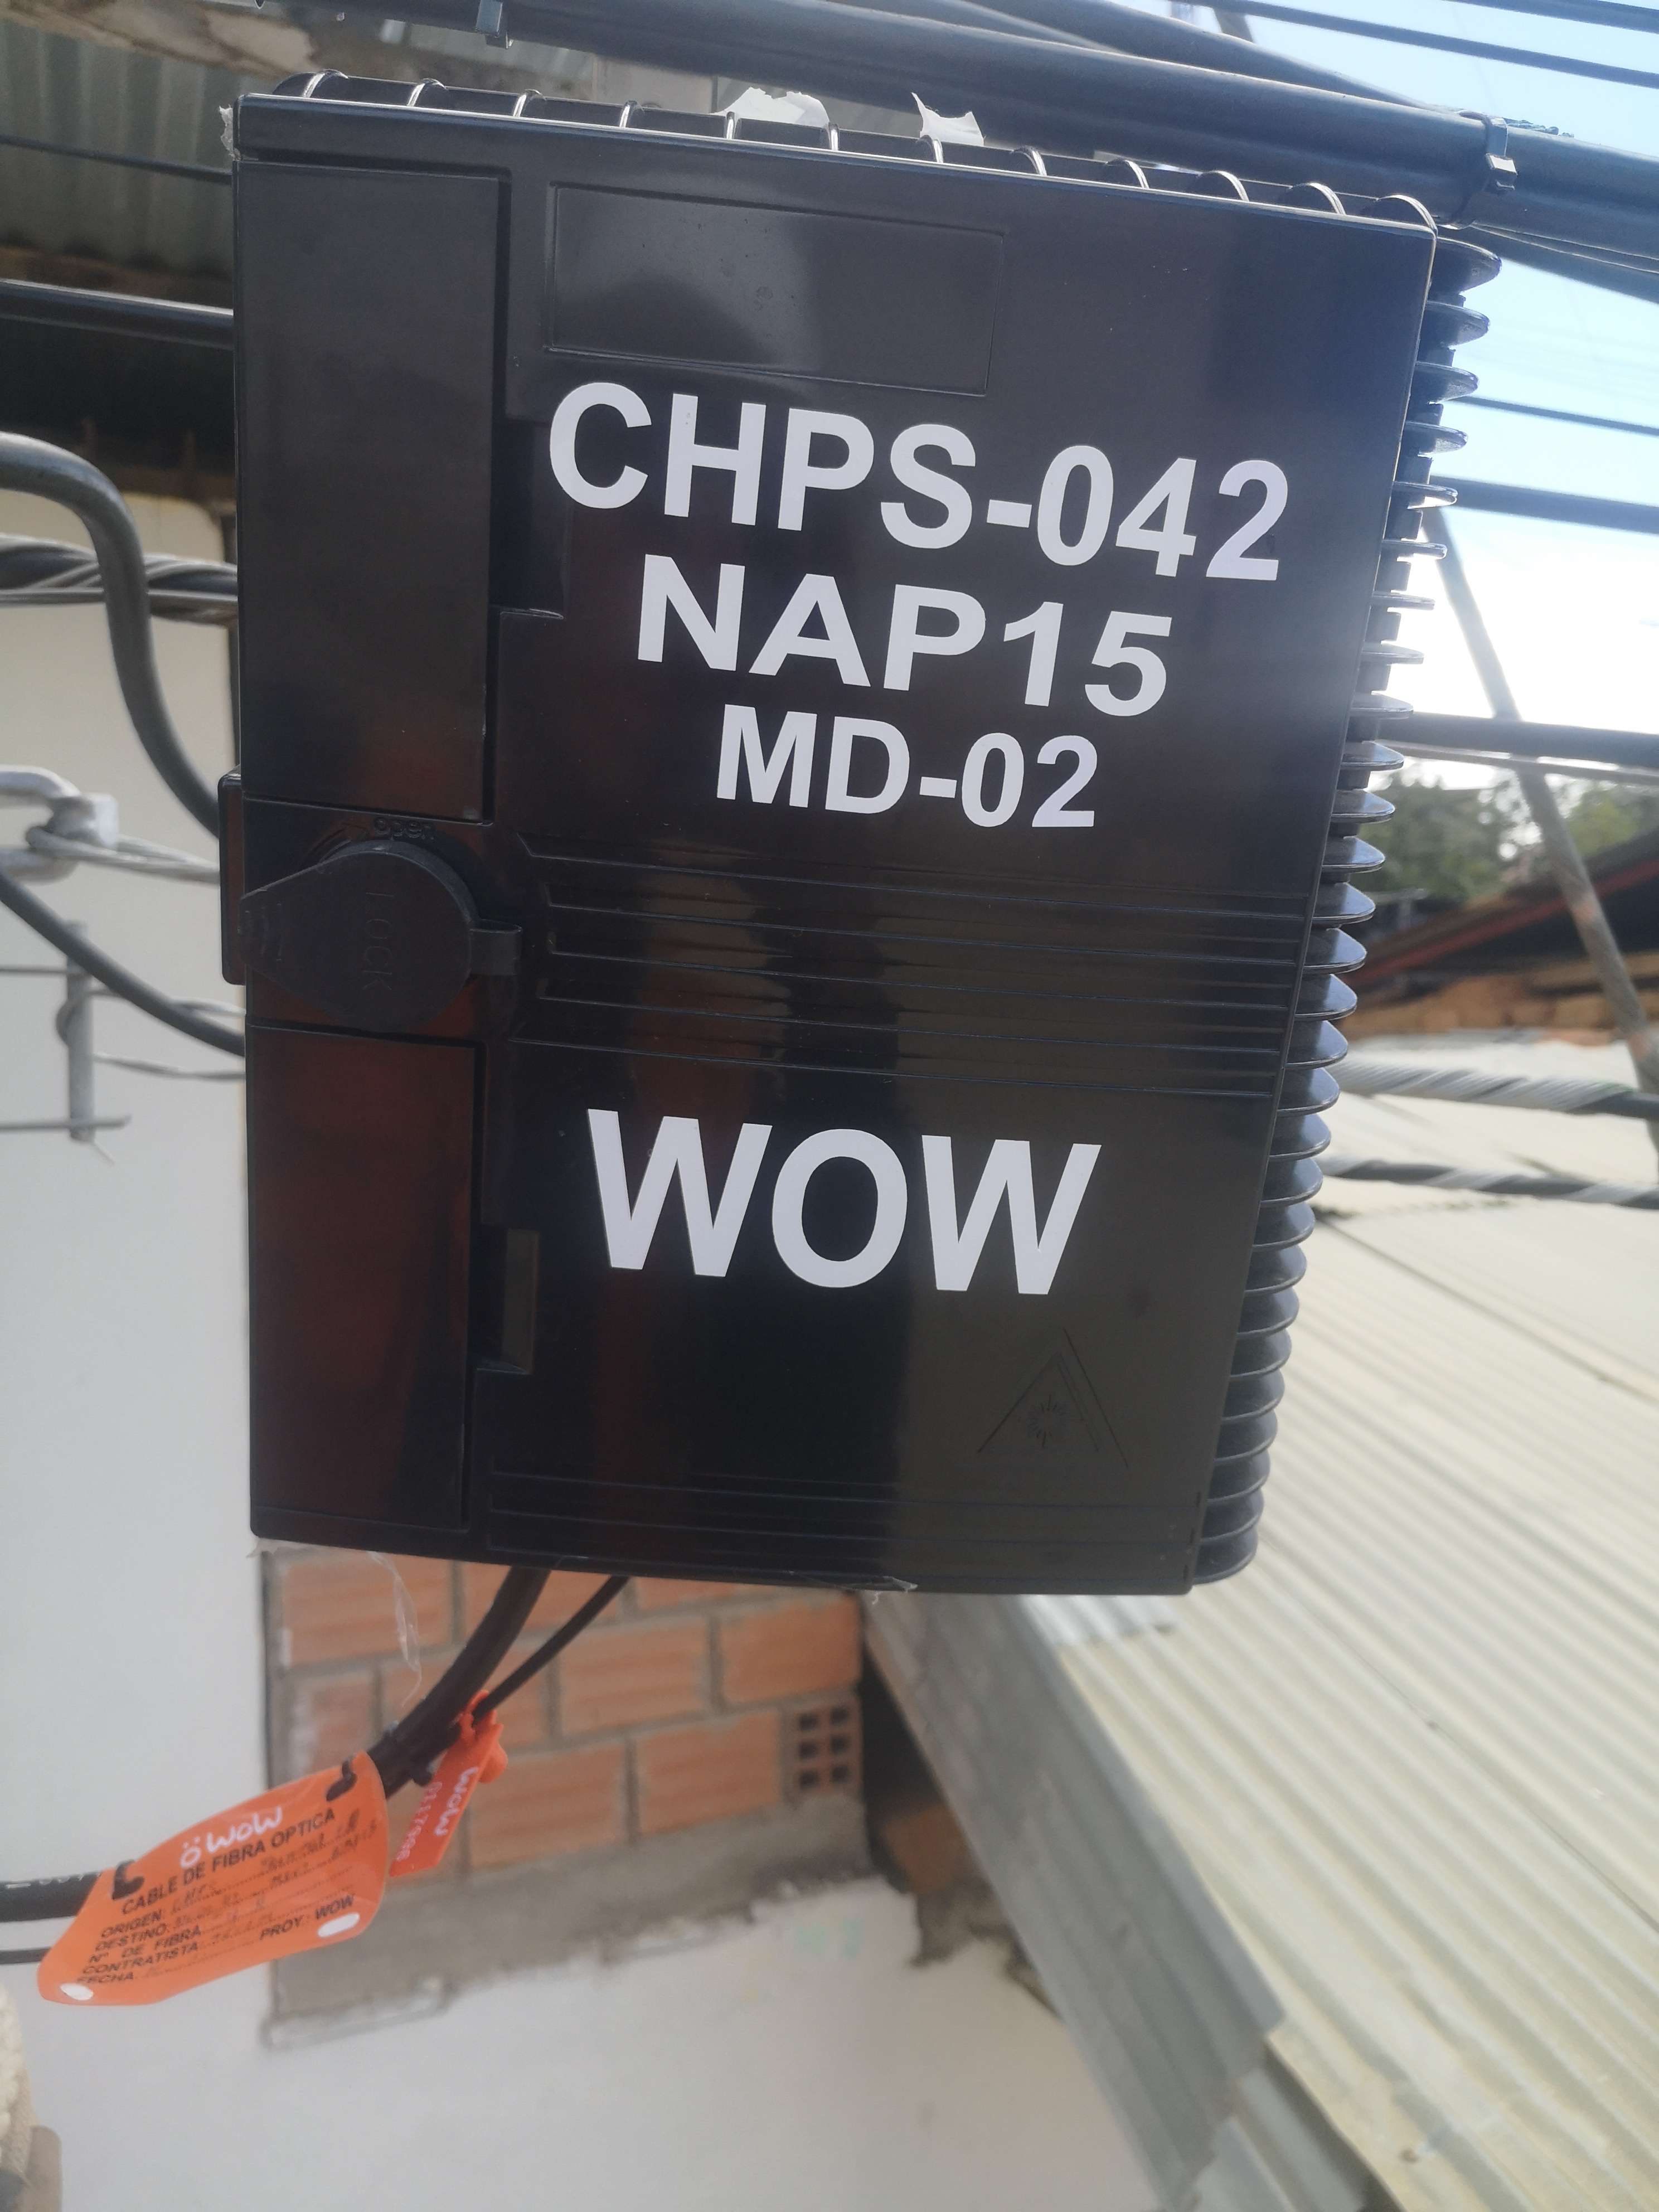 CHPS-042
NAP15
MD-02
open
LOCK
WOW
WOW
WOW
CABLE DE FIBRA OPTICA
ORIGEN:
DESTINO:
N° DE FIBRA:
CONTRATISTA: PROY: WOW
FECHA